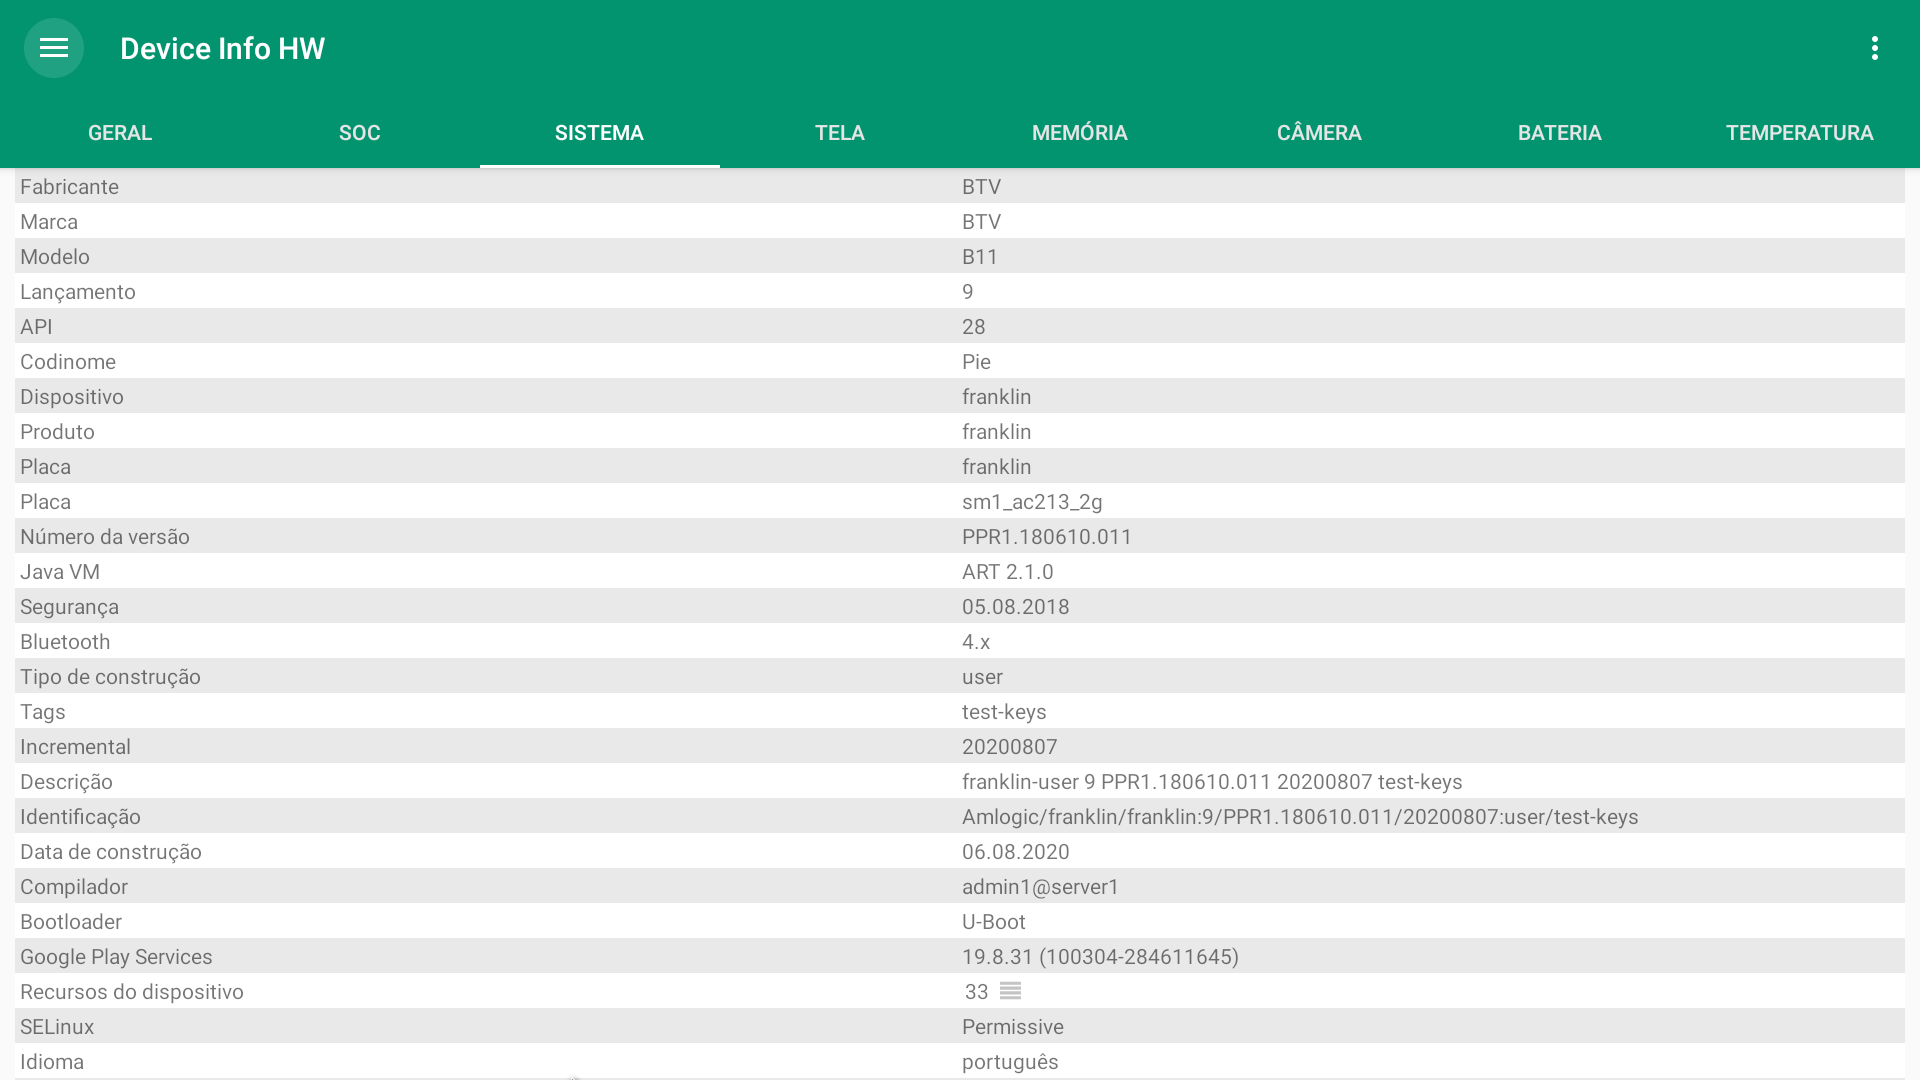 Device Info HW
GERAL SOC SISTEMA TELA MEMÓRIA CÂMERA BATERIA TEMPERATURA
Fabricante BTV
Marca BTV
Modelo B11
Lançamento 9
API 28
Codinome Pie
Dispositivo franklin
Produto franklin
Placa franklin
Placa sm1_ac213_2g
Número da versão PPR1.180610.011
Java VM ART 2.1.0
Segurança 05.08.2018
Bluetooth 4.x
Tipo de construção user
Tags test-keys
Incremental 20200807
Descrição franklin-user 9 PPR1.180610.011 20200807 test-keys
Identificação Amlogic/franklin/franklin:9/PPR1.180610.011/20200807:user/test-keys
Data de construção 06.08.2020
Compilador admin1@server1
Bootloader U-Boot
Google Play Services 19.8.31 (100304-284611645)
Recursos do dispositivo 33
SELinux Permissive
Idioma português